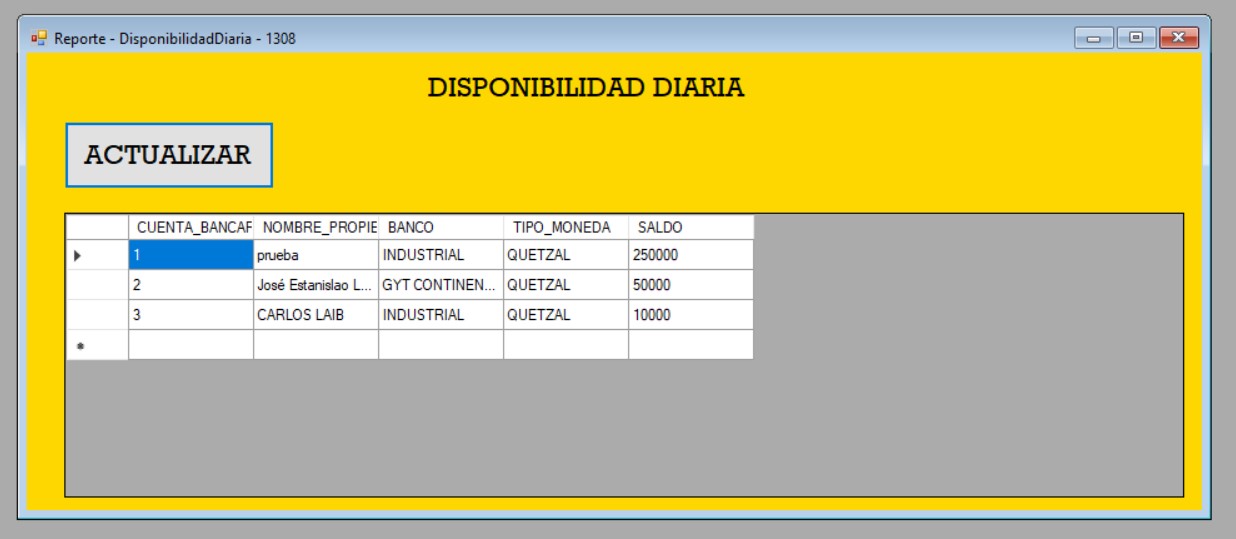 Reporte - DisponibilidadDiaria - 1308
DISPONIBILIDAD DIARIA
ACTUALIZAR
CUENTA_BANCAF NOMBRE_PROPIE BANCO TIPO_MONEDA SALDO
1 prueba INDUSTRIAL QUETZAL 250000
2 José Estanislao L... GYT CONTINEN... QUETZAL 50000
3 CARLOS LAIB INDUSTRIAL QUETZAL 10000